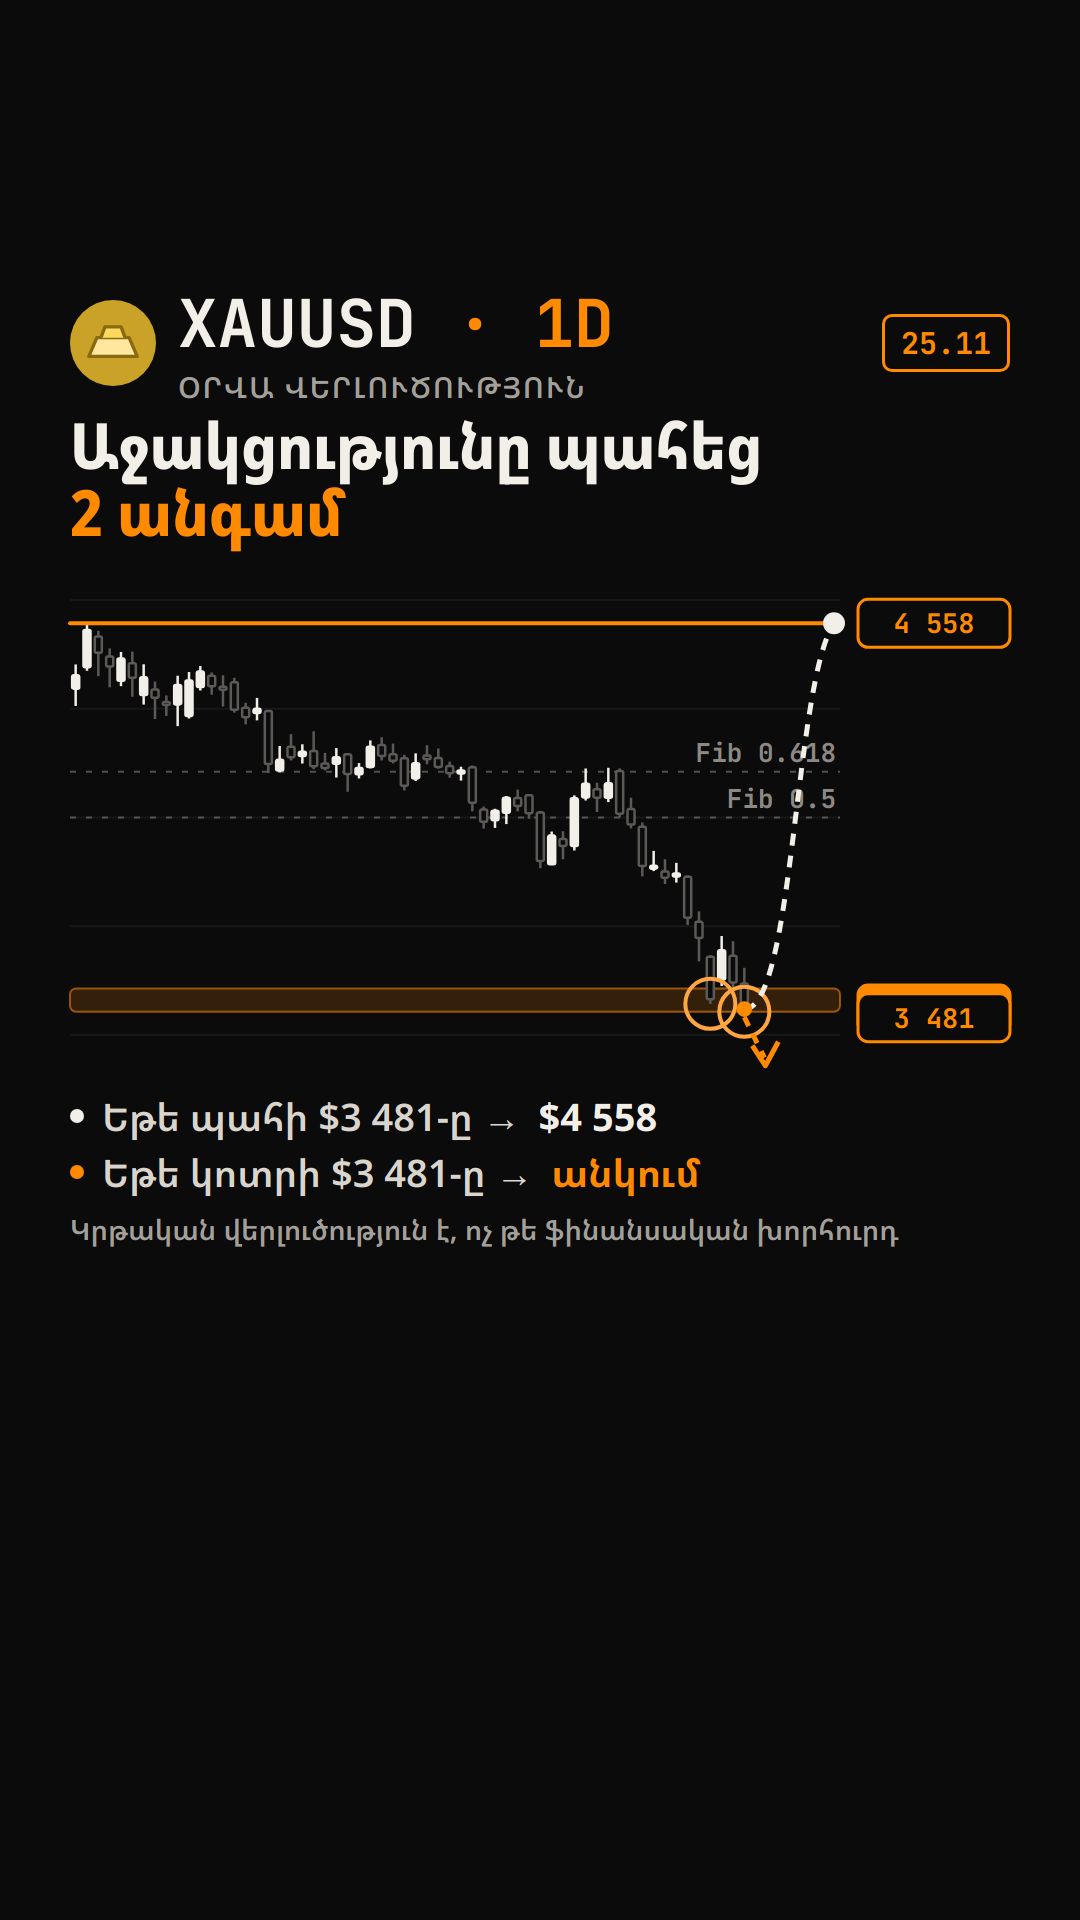 XAUUSD · 1D
ՕՐՎԱ ՎԵՐԼՈՒԾՈՒԹՅՈՒՆ
25.11
Աջակցությունը պահեց
2 անգամ
4 558
Fib 0.618
Fib 0.5
3 481
Եթե պահի $3 481-ը → $4 558
Եթե կոտրի $3 481-ը → անկում
Կրթական վերլուծություն է, ոչ թե ֆինանսական խորհուրդ